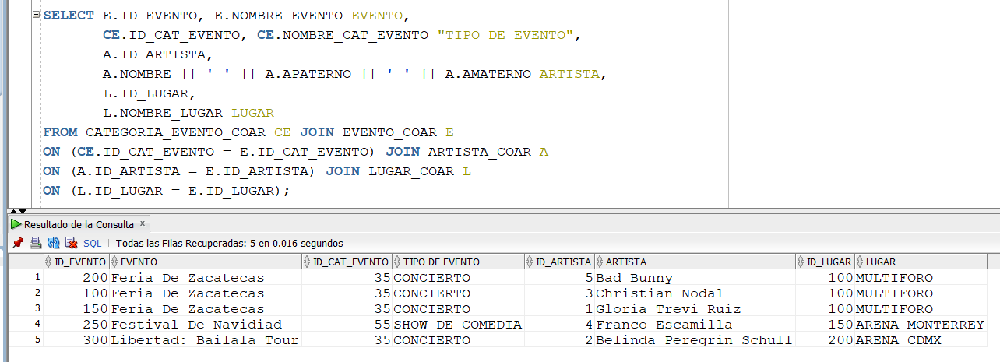 SELECT E.ID_EVENTO, E.NOMBRE_EVENTO EVENTO,
CE.ID_CAT_EVENTO, CE.NOMBRE_CAT_EVENTO "TIPO DE EVENTO",
A.ID_ARTISTA,
A.NOMBRE || ' ' || A.APATERNO || ' ' || A.AMATERNO ARTISTA,
L.ID_LUGAR,
L.NOMBRE_LUGAR LUGAR
FROM CATEGORIA_EVENTO_COAR CE JOIN EVENTO_COAR E
ON (CE.ID_CAT_EVENTO = E.ID_CAT_EVENTO) JOIN ARTISTA_COAR A
ON (A.ID_ARTISTA = E.ID_ARTISTA) JOIN LUGAR_COAR L
ON (L.ID_LUGAR = E.ID_LUGAR);
Resultado de la Consulta x
SQL | Todas las Filas Recuperadas: 5 en 0.016 segundos
ID_EVENTO EVENTO ID_CAT_EVENTO TIPO DE EVENTO ID_ARTISTA ARTISTA ID_LUGAR LUGAR
1 200 Feria De Zacatecas 35 CONCIERTO 5 Bad Bunny 100 MULTIFORO
2 100 Feria De Zacatecas 35 CONCIERTO 3 Christian Nodal 100 MULTIFORO
3 150 Feria De Zacatecas 35 CONCIERTO 1 Gloria Trevi Ruiz 100 MULTIFORO
4 250 Festival De Navidiad 55 SHOW DE COMEDIA 4 Franco Escamilla 150 ARENA MONTERREY
5 300 Libertad: Bailala Tour 35 CONCIERTO 2 Belinda Peregrin Schull 200 ARENA CDMX